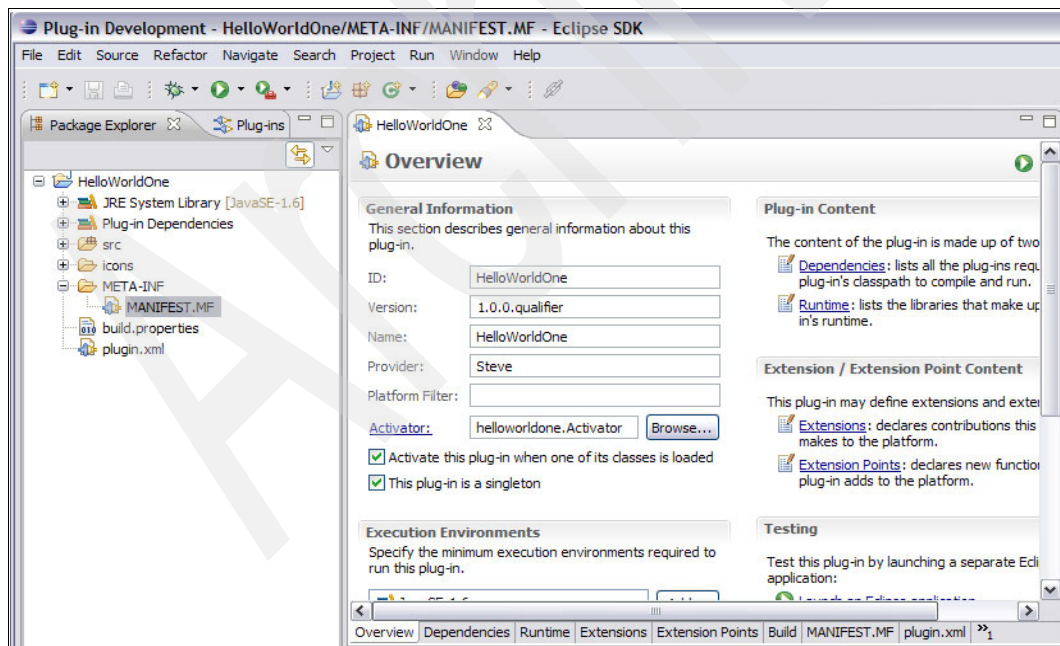 Plug-in Development - HelloWorldOne/META-INF/MANIFEST.MF - Eclipse SDK
File Edit Source Refactor Navigate Search Project Run Window Help
Package Explorer
Plug-ins
HelloWorldOne
JRE System Library [JavaSE-1.6]
Plug-in Dependencies
src
icons
META-INF
MANIFEST.MF
build.properties
plugin.xml
HelloWorldOne
Overview
General Information
This section describes general information about this
plug-in.
ID: HelloWorldOne
Version: 1.0.0.qualifier
Name: HelloWorldOne
Provider: Steve
Platform Filter:
Activator: helloworldone.Activator Browse...
Activate this plug-in when one of its classes is loaded
This plug-in is a singleton
Execution Environments
Specify the minimum execution environments required to
run this plug-in.
Plug-in Content
The content of the plug-in is made up of two
Dependencies: lists all the plug-ins requ
plug-in's classpath to compile and run.
Runtime: lists the libraries that make up
in's runtime.
Extension / Extension Point Content
This plug-in may define extensions and exter
Extensions: declares contributions this
makes to the platform.
Extension Points: declares new function
plug-in adds to the platform.
Testing
Test this plug-in by launching a separate Ecli
application:
Overview Dependencies Runtime Extensions Extension Points Build MANIFEST.MF plugin.xml »1